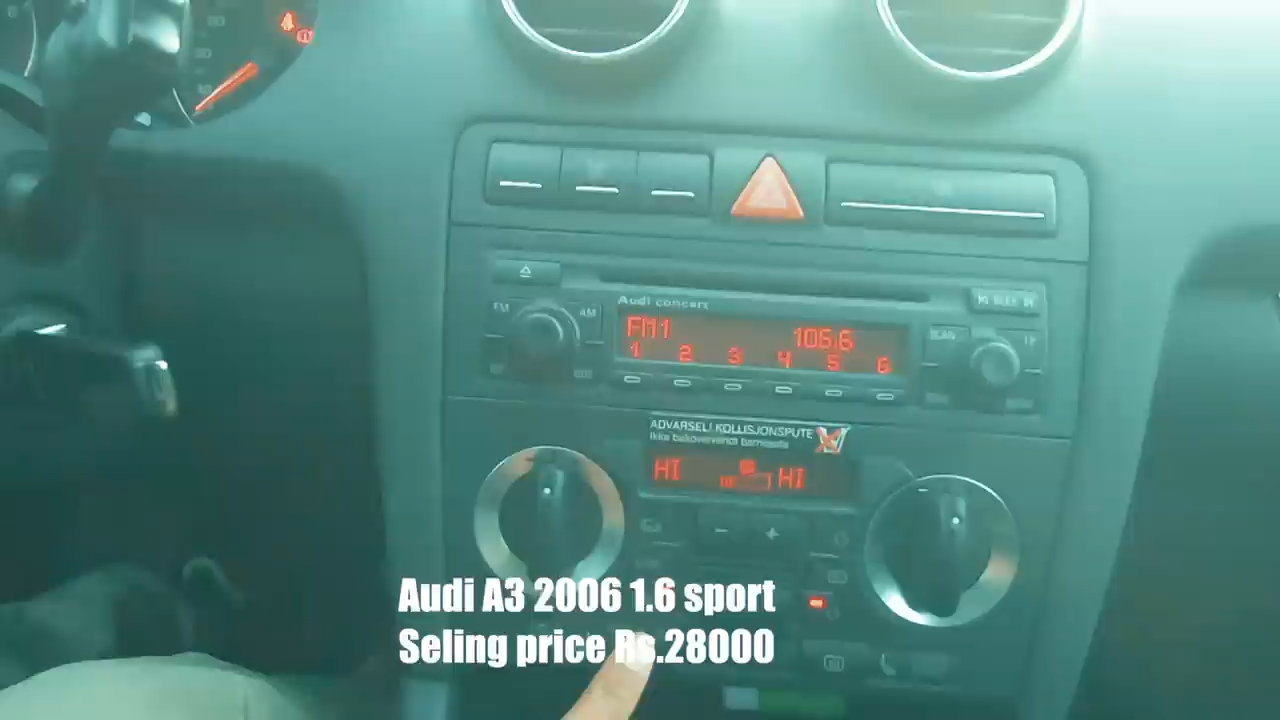 Audi concert
FM AM
FM1 106.6
1 2 3 4 5 6
ADVARSEL! KOLLISJONSPUTE
HI HI
- +
Audi A3 2006 1.6 sport
Seling price Rs.28000